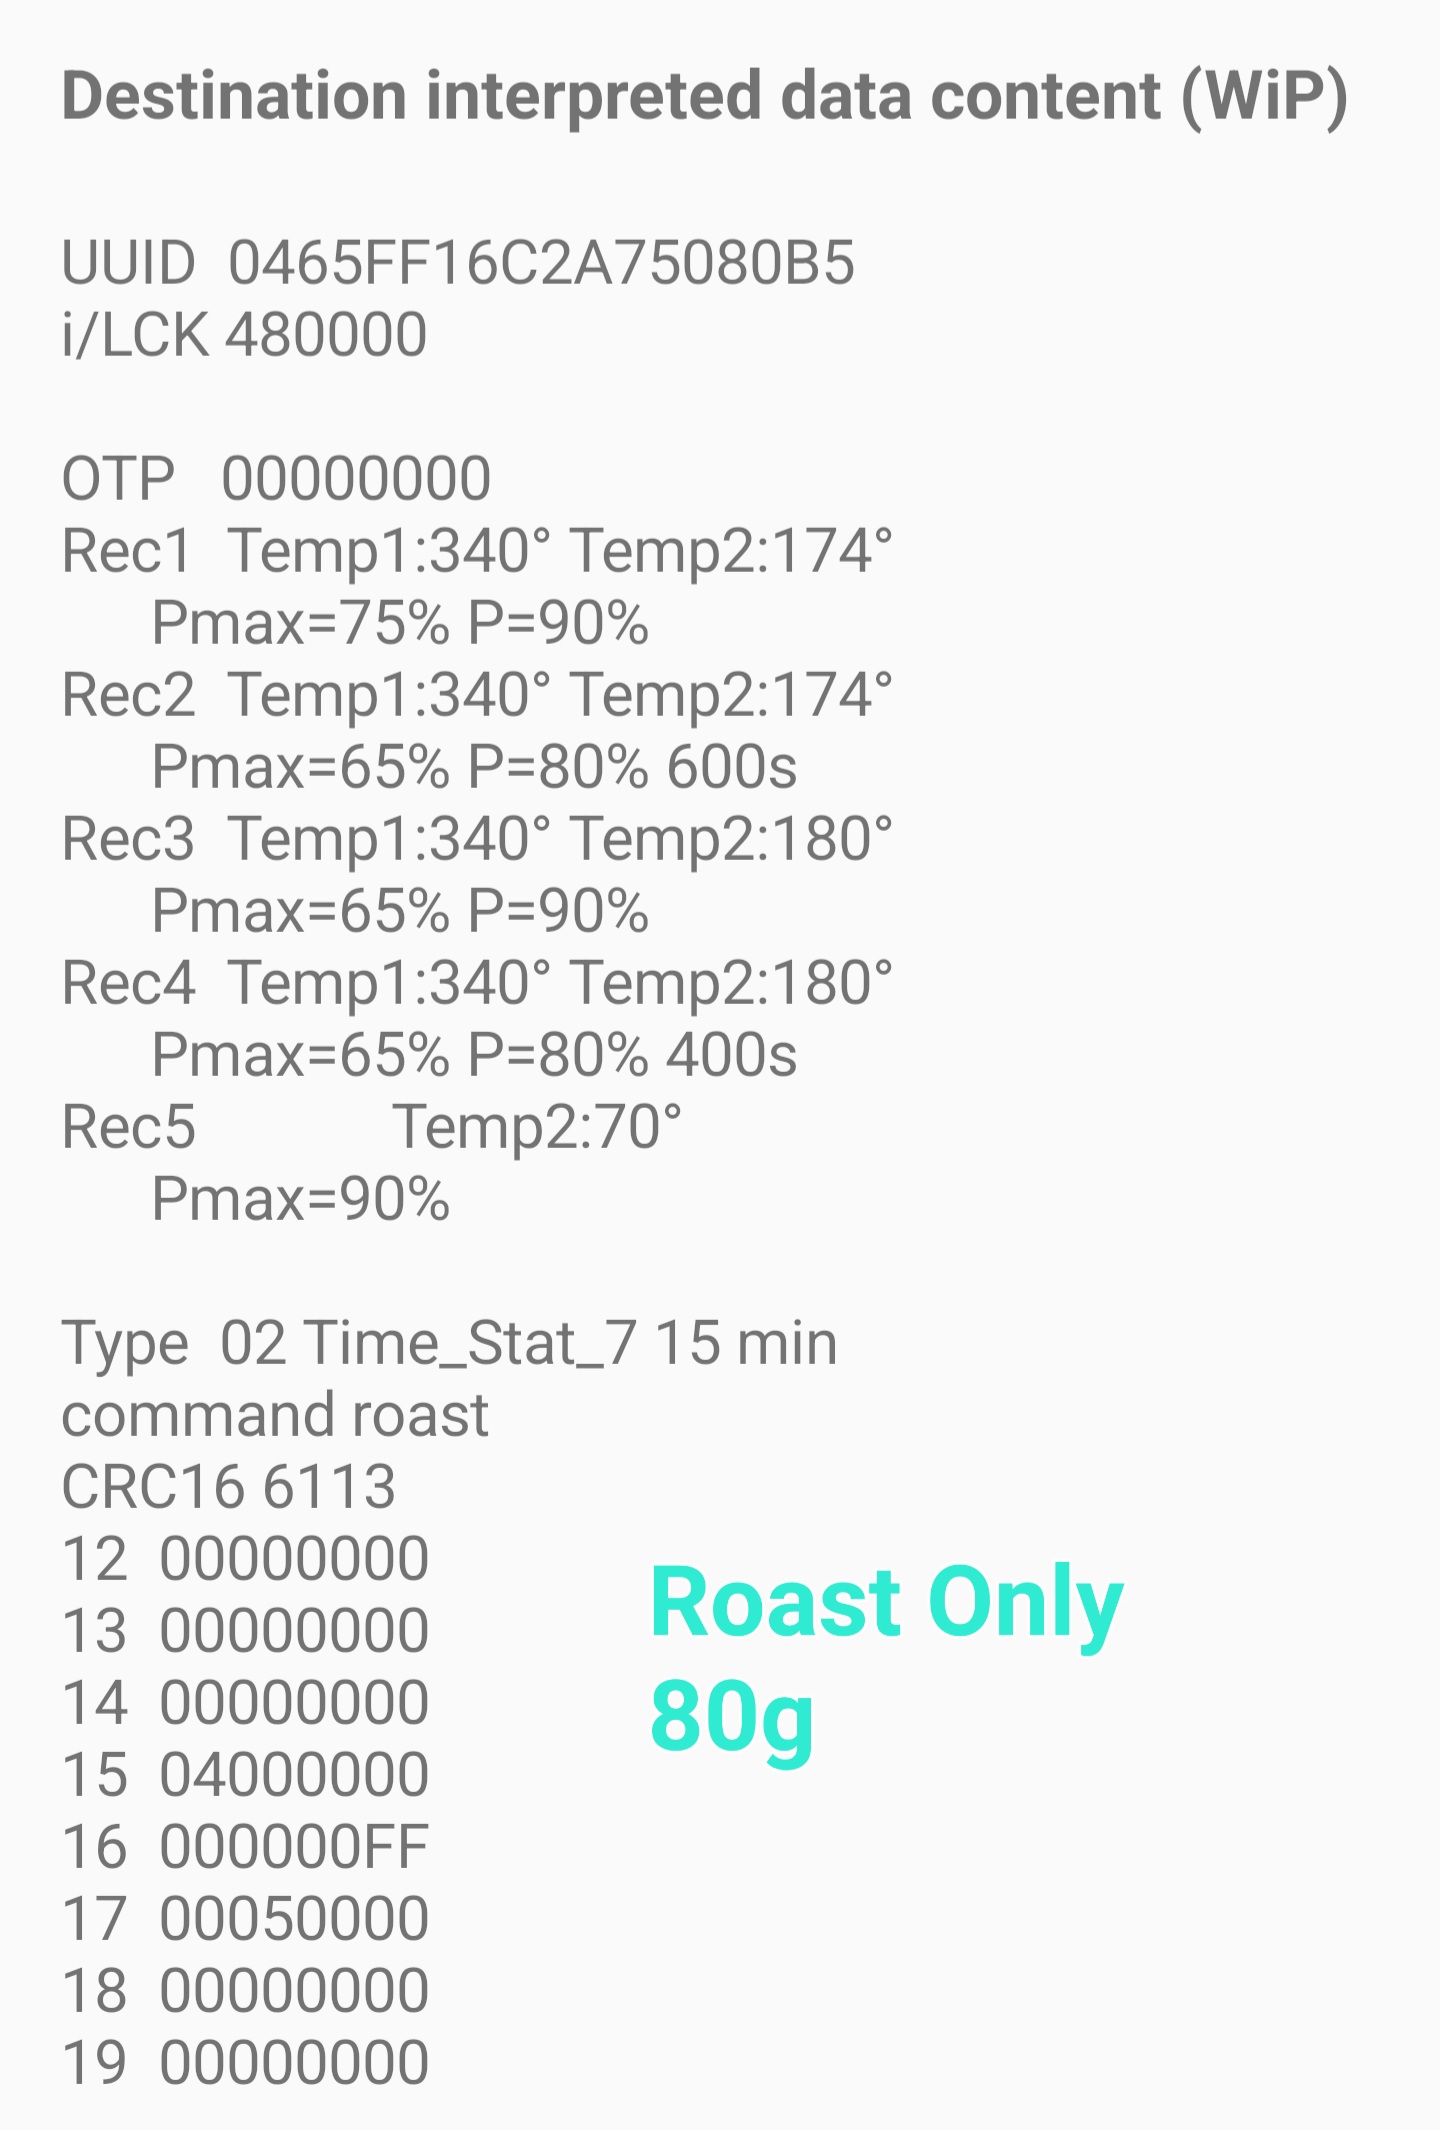 Destination interpreted data content (WiP)
UUID 0465FF16C2A75080B5
i/LCK 480000
OTP 00000000
Rec1 Temp1:340° Temp2:174°
Pmax=75% P=90%
Rec2 Temp1:340° Temp2:174°
Pmax=65% P=80% 600s
Rec3 Temp1:340° Temp2:180°
Pmax=65% P=90%
Rec4 Temp1:340° Temp2:180°
Pmax=65% P=80% 400s
Rec5 Temp2:70°
Pmax=90%
Type 02 Time_Stat_7 15 min
command roast
CRC16 6113
12 00000000
13 00000000
14 00000000
15 04000000
16 000000FF
17 00050000
18 00000000
19 00000000
Roast Only
80g